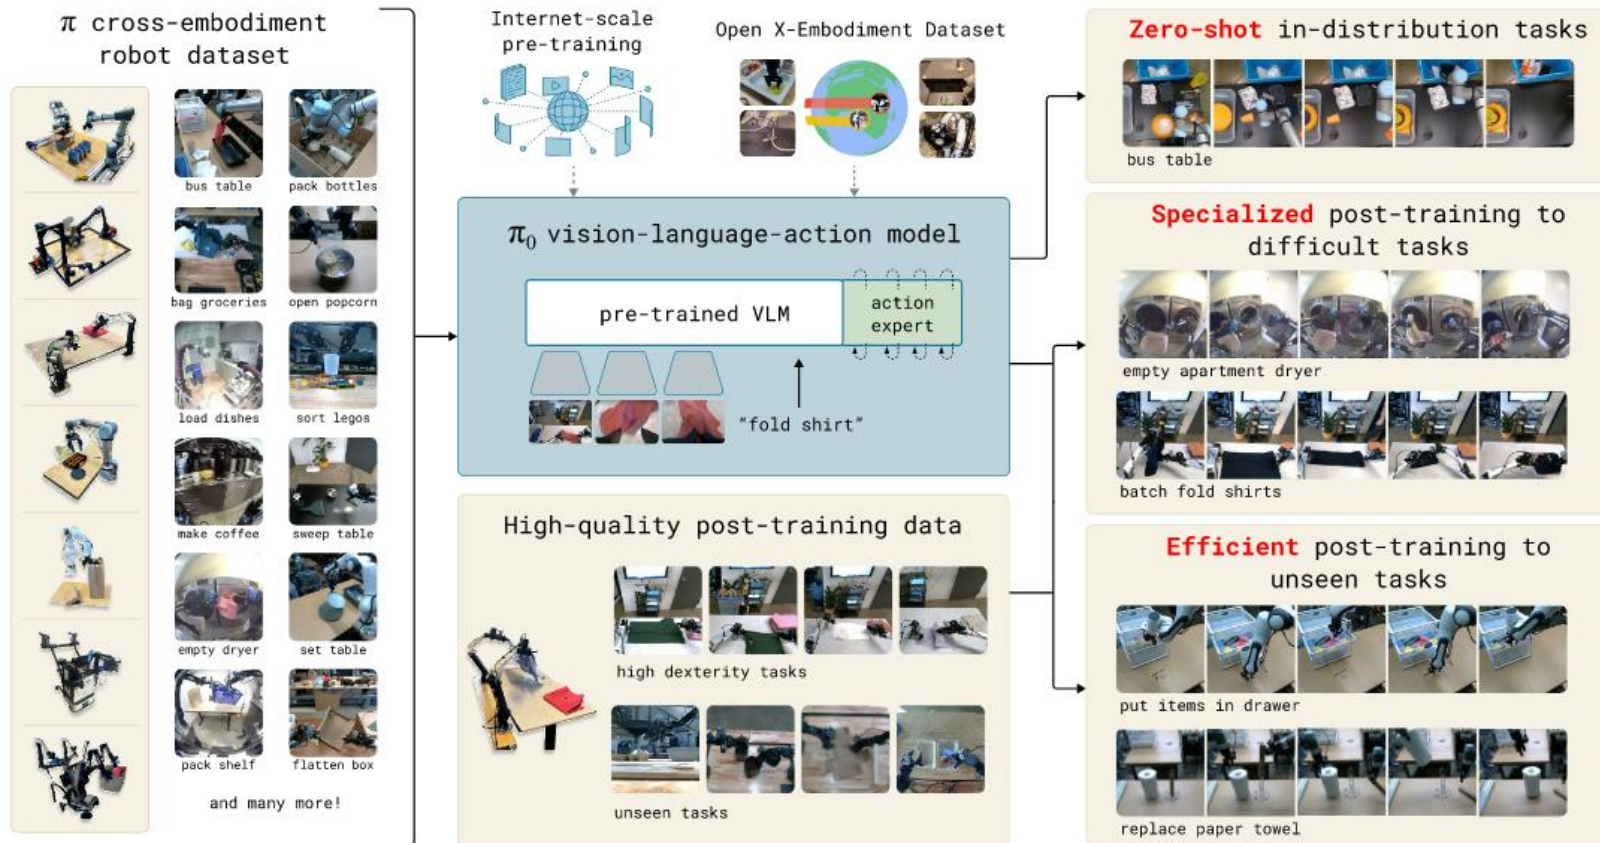 π cross-embodiment
robot dataset
bus table
pack bottles
bag groceries
open popcorn
load dishes
sort legos
make coffee
sweep table
empty dryer
set table
pack shelf
flatten box
and many more!
Internet-scale
pre-training
Open X-Embodiment Dataset
π₀ vision-language-action model
pre-trained VLM
action
expert
"fold shirt"
High-quality post-training data
high dexterity tasks
unseen tasks
Zero-shot in-distribution tasks
bus table
Specialized post-training to
difficult tasks
empty apartment dryer
batch fold shirts
Efficient post-training to
unseen tasks
put items in drawer
replace paper towel